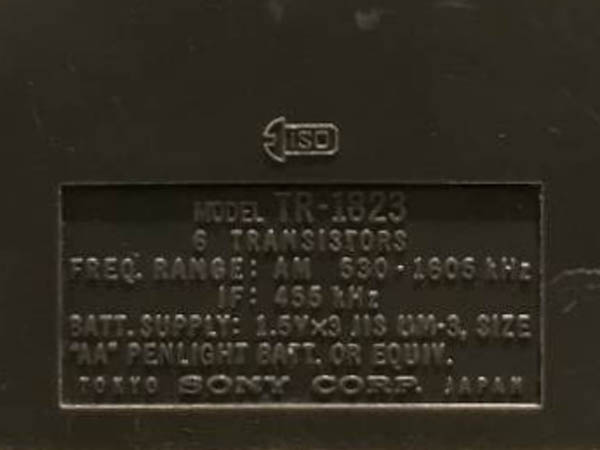 ISO
MODEL TR-1823
6 TRANSISTORS
FREQ. RANGE: AM 530-1605 kHz
IF: 455 kHz
BATT. SUPPLY: 1.5V×3 JIS UM-3, SIZE
"AA" PENLIGHT BATT. OR EQUIV.
TOKYO SONY CORP. JAPAN